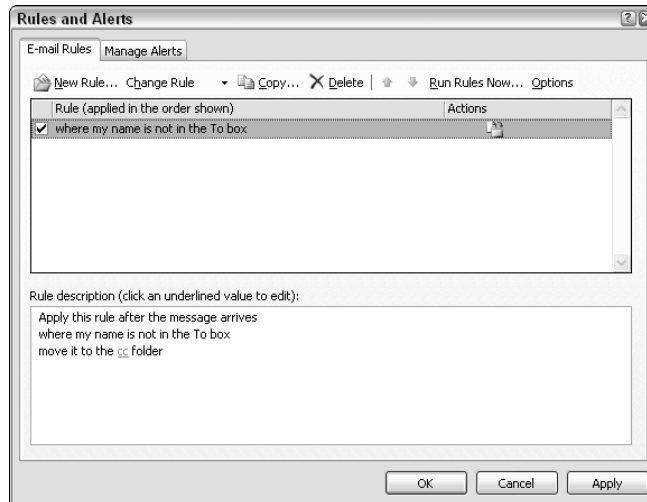 Rules and Alerts
E-mail Rules Manage Alerts
New Rule... Change Rule Copy... Delete Run Rules Now... Options
Rule (applied in the order shown) Actions
where my name is not in the To box
Rule description (click an underlined value to edit):
Apply this rule after the message arrives
where my name is not in the To box
move it to the cc folder
OK Cancel Apply